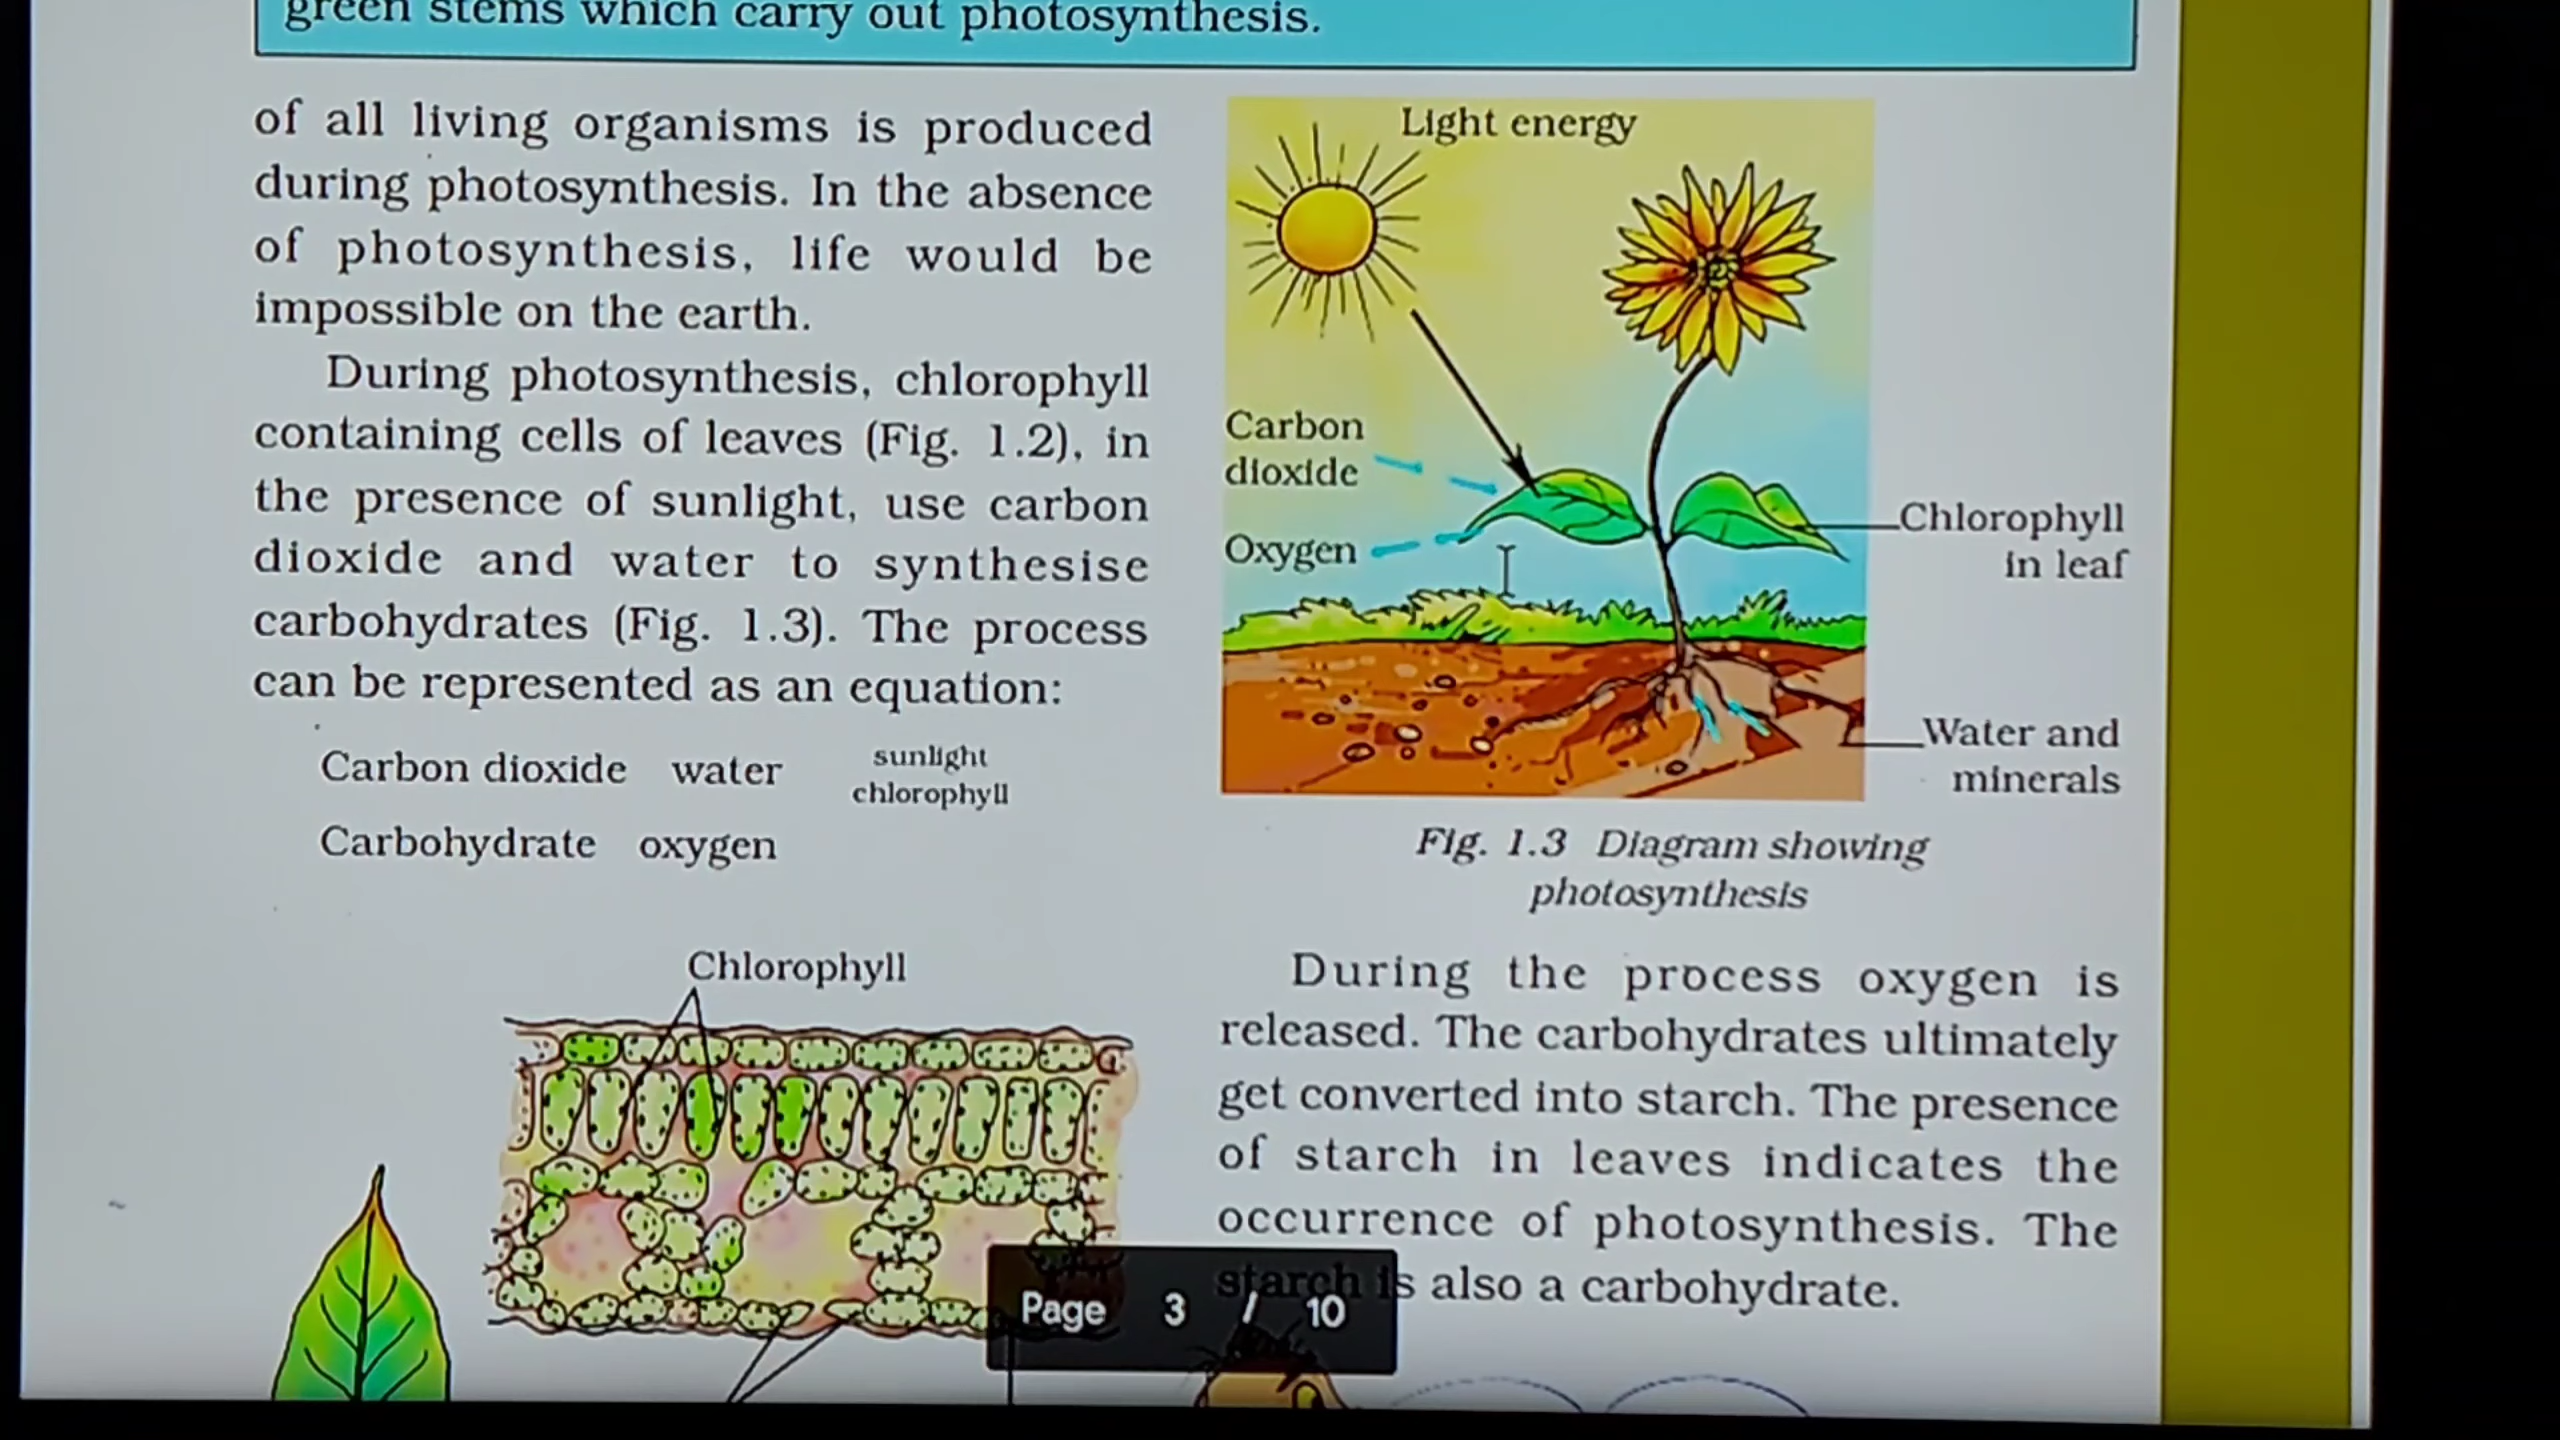 green stems which carry out photosynthesis.
of all living organisms is produced
during photosynthesis. In the absence
of photosynthesis, life would be
impossible on the earth.
During photosynthesis, chlorophyll
containing cells of leaves (Fig. 1.2), in
the presence of sunlight, use carbon
dioxide and water to synthesise
carbohydrates (Fig. 1.3). The process
can be represented as an equation:
Carbon dioxide water sunlight
chlorophyll
Carbohydrate oxygen
Chlorophyll
Light energy
Carbon
dioxide
Oxygen
Chlorophyll
in leaf
Water and
minerals
Fig. 1.3 Diagram showing
photosynthesis
During the process oxygen is
released. The carbohydrates ultimately
get converted into starch. The presence
of starch in leaves indicates the
occurrence of photosynthesis. The
starch is also a carbohydrate.
Page 3 / 10